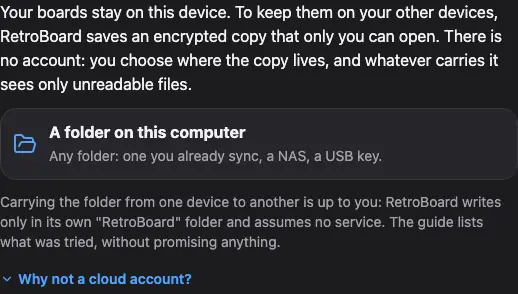 Your boards stay on this device. To keep them on your other devices,
RetroBoard saves an encrypted copy that only you can open. There is
no account: you choose where the copy lives, and whatever carries it
sees only unreadable files.
A folder on this computer
Any folder: one you already sync, a NAS, a USB key.
Carrying the folder from one device to another is up to you: RetroBoard writes
only in its own "RetroBoard" folder and assumes no service. The guide lists
what was tried, without promising anything.
Why not a cloud account?